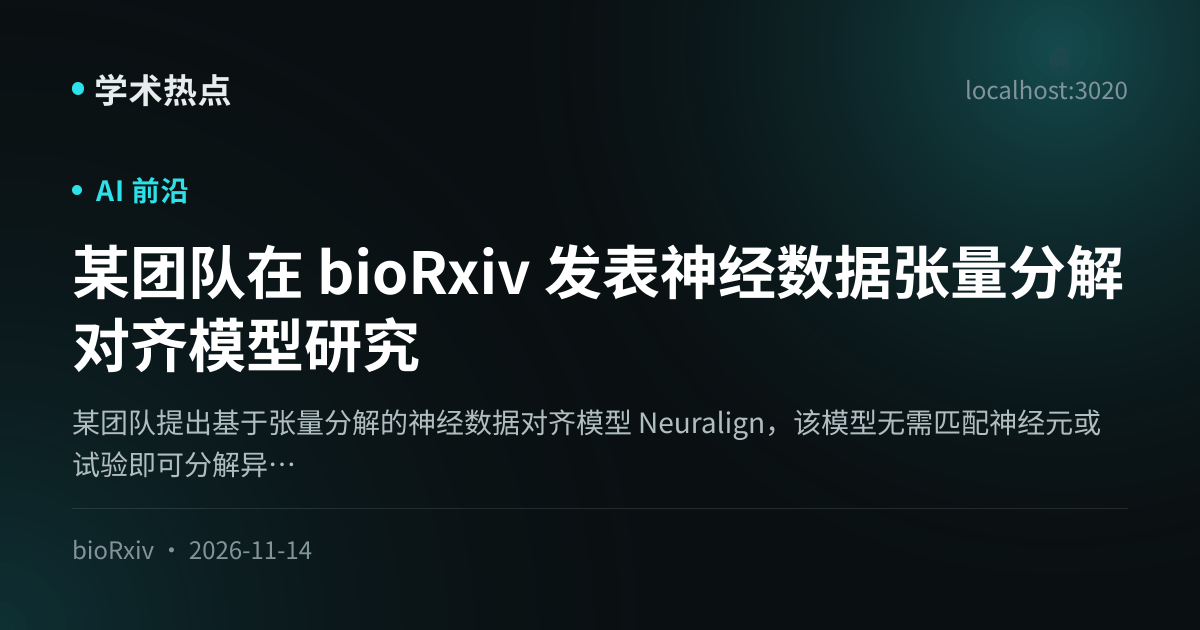 学术热点
localhost:3020
AI 前沿
某团队在 bioRxiv 发表神经数据张量分解
对齐模型研究
某团队提出基于张量分解的神经数据对齐模型 Neuralign，该模型无需匹配神经元或
试验即可分解异…
bioRxiv · 2026-11-14